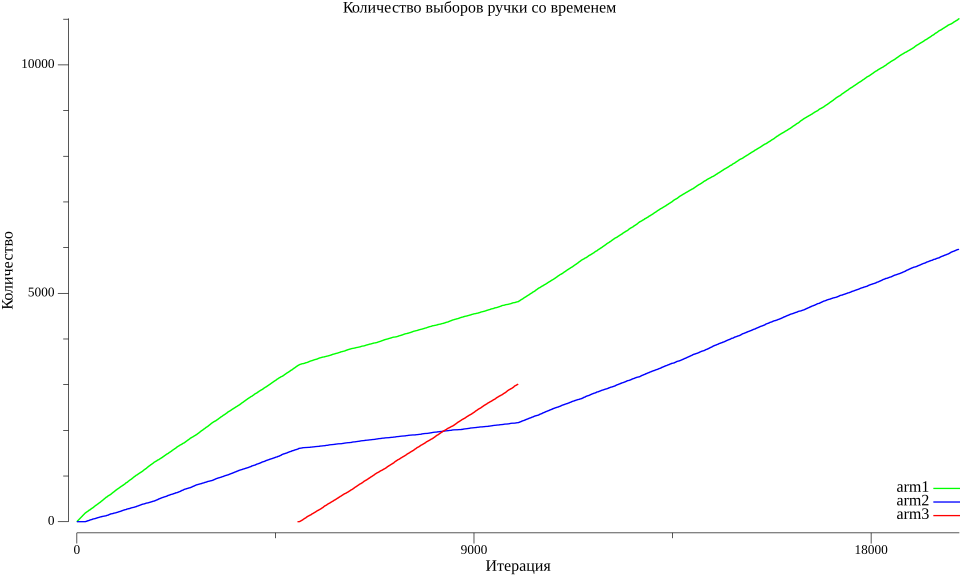 Количество выборов ручки со временем
10000
5000
0
Количество
0
9000
18000
Итерация
arm1
arm2
arm3